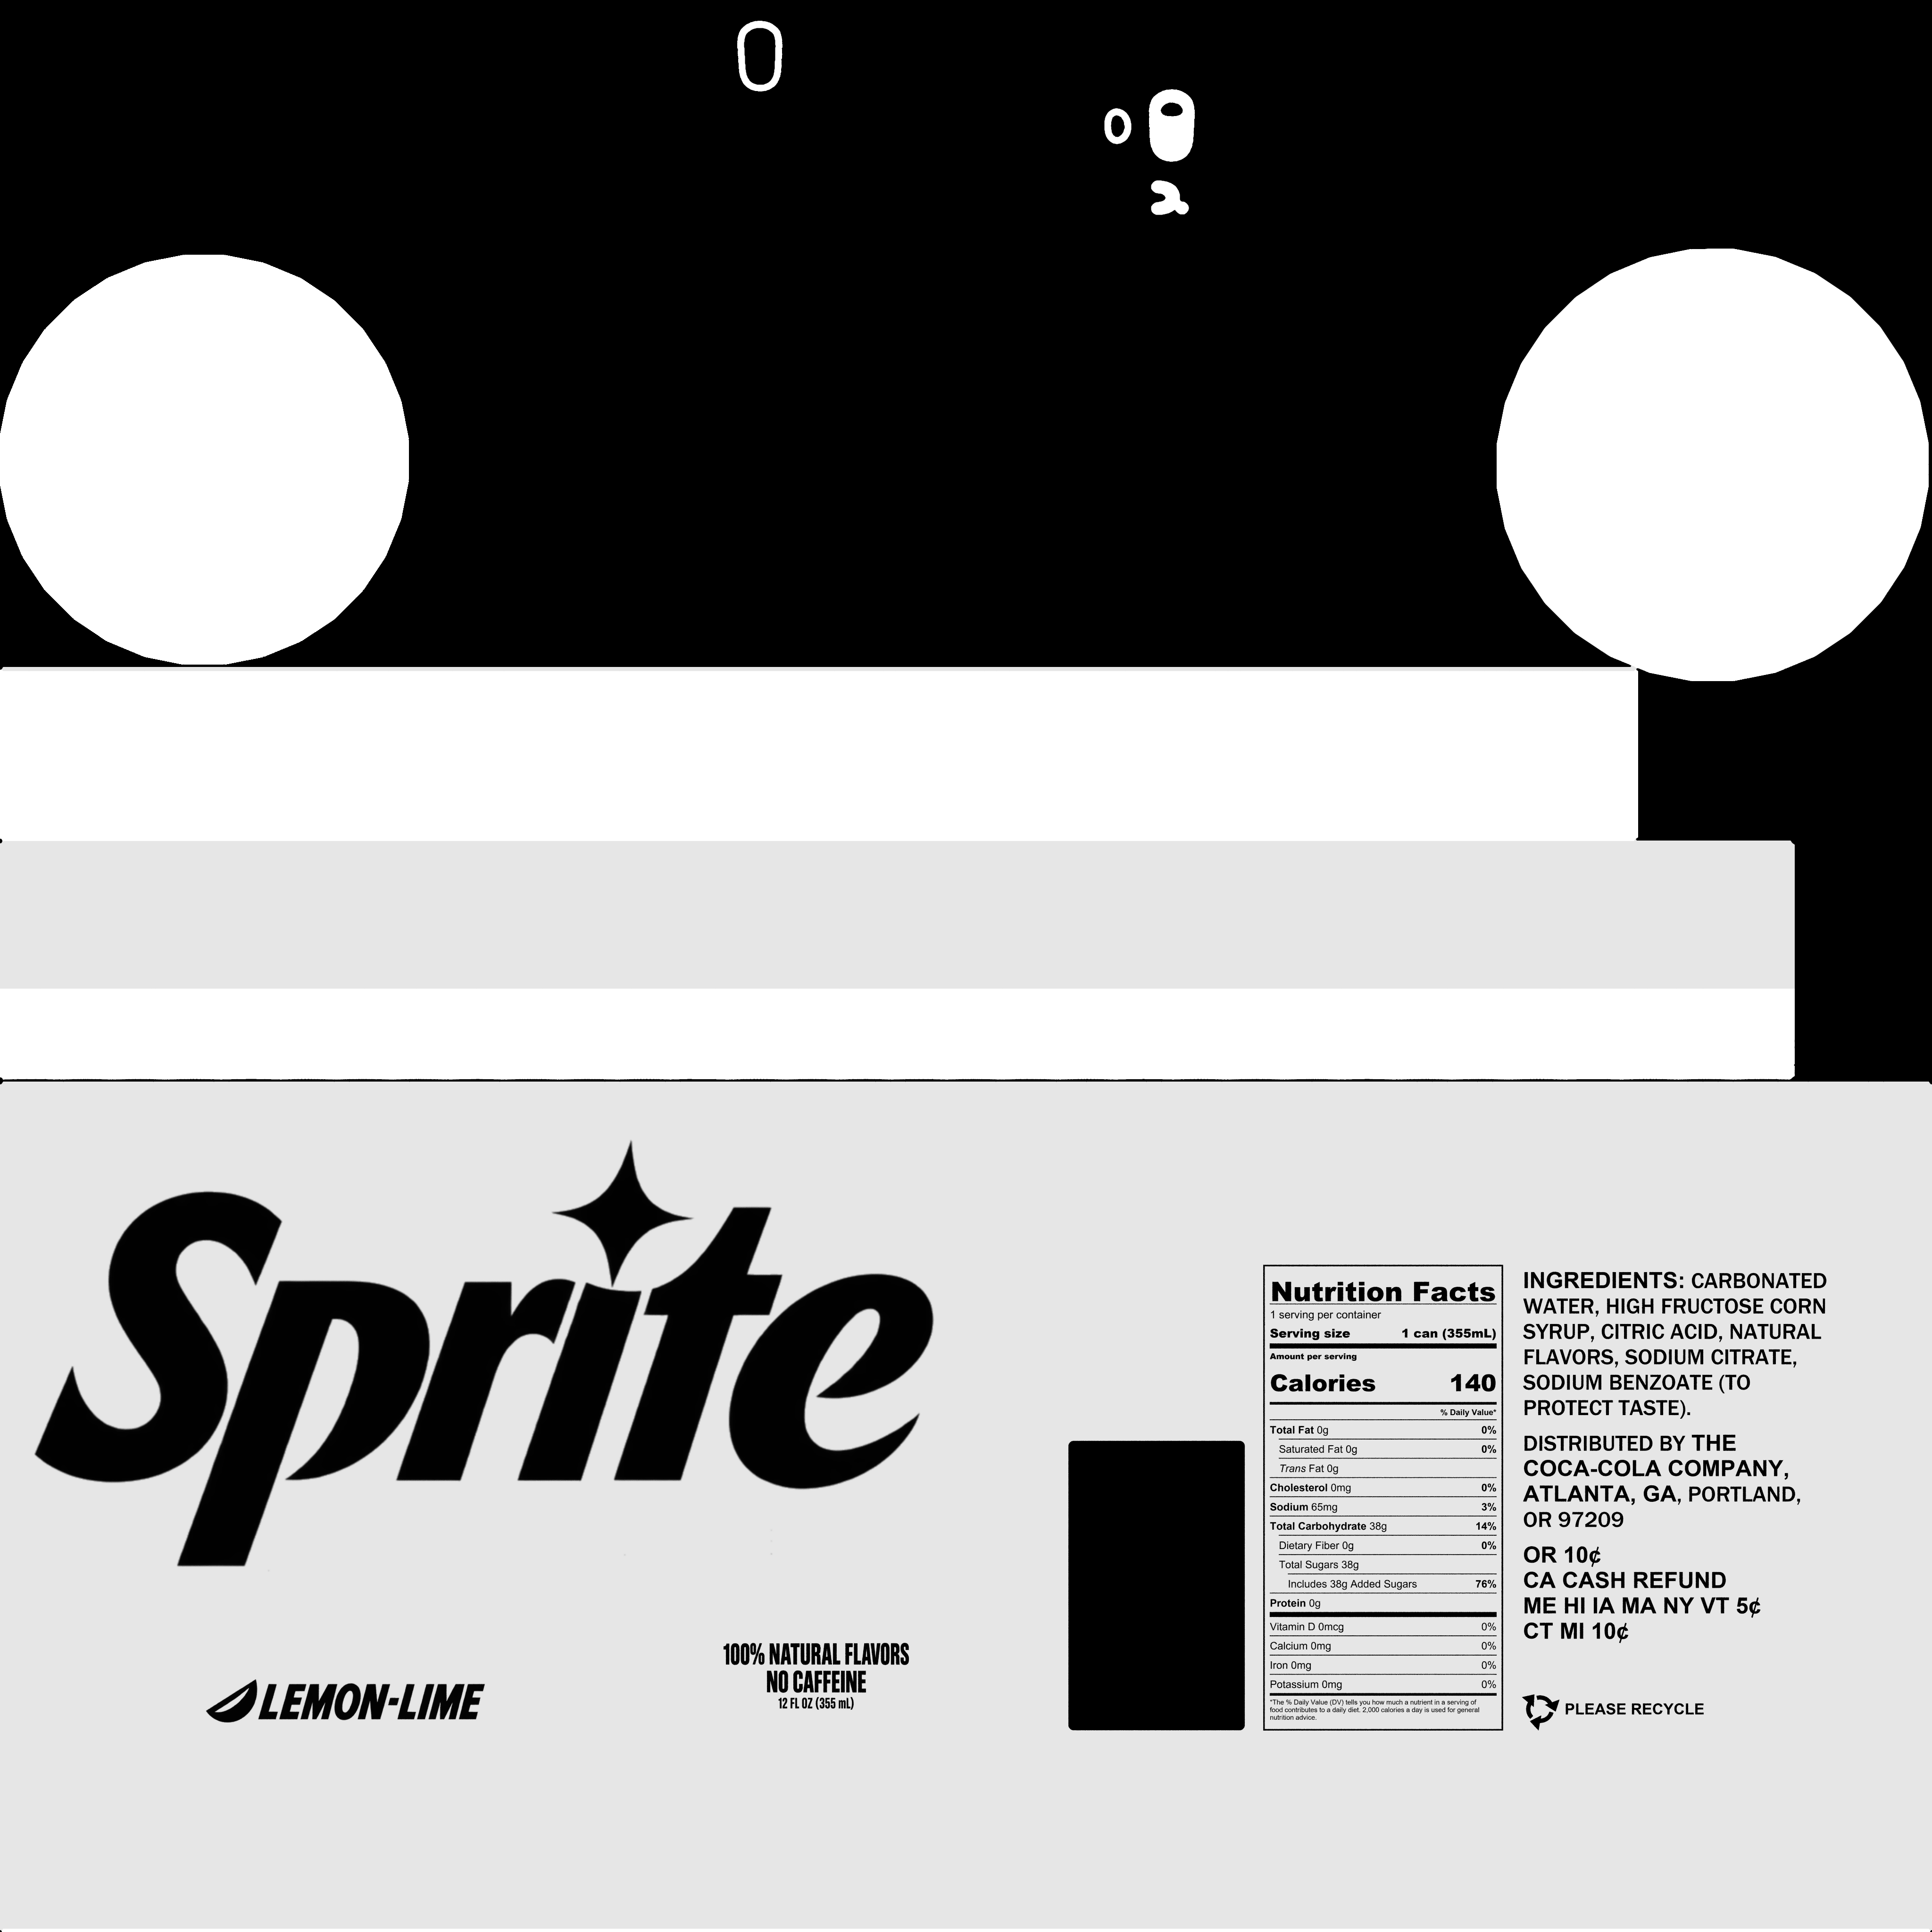 Sprite
LEMON-LIME
100% NATURAL FLAVORS
NO CAFFEINE
12 FL OZ (355 mL)
Nutrition Facts
1 serving per container
Serving size 1 can (355mL)
Amount per serving
Calories 140
% Daily Value*
Total Fat 0g 0%
Saturated Fat 0g 0%
Trans Fat 0g
Cholesterol 0mg 0%
Sodium 65mg 3%
Total Carbohydrate 38g 14%
Dietary Fiber 0g 0%
Total Sugars 38g
Includes 38g Added Sugars 76%
Protein 0g
Vitamin D 0mcg 0%
Calcium 0mg 0%
Iron 0mg 0%
Potassium 0mg 0%
*The % Daily Value (DV) tells you how much a nutrient in a serving of
food contributes to a daily diet. 2,000 calories a day is used for general
nutrition advice.
INGREDIENTS: CARBONATED
WATER, HIGH FRUCTOSE CORN
SYRUP, CITRIC ACID, NATURAL
FLAVORS, SODIUM CITRATE,
SODIUM BENZOATE (TO
PROTECT TASTE).
DISTRIBUTED BY THE
COCA-COLA COMPANY,
ATLANTA, GA, PORTLAND,
OR 97209
OR 10¢
CA CASH REFUND
ME HI IA MA NY VT 5¢
CT MI 10¢
PLEASE RECYCLE